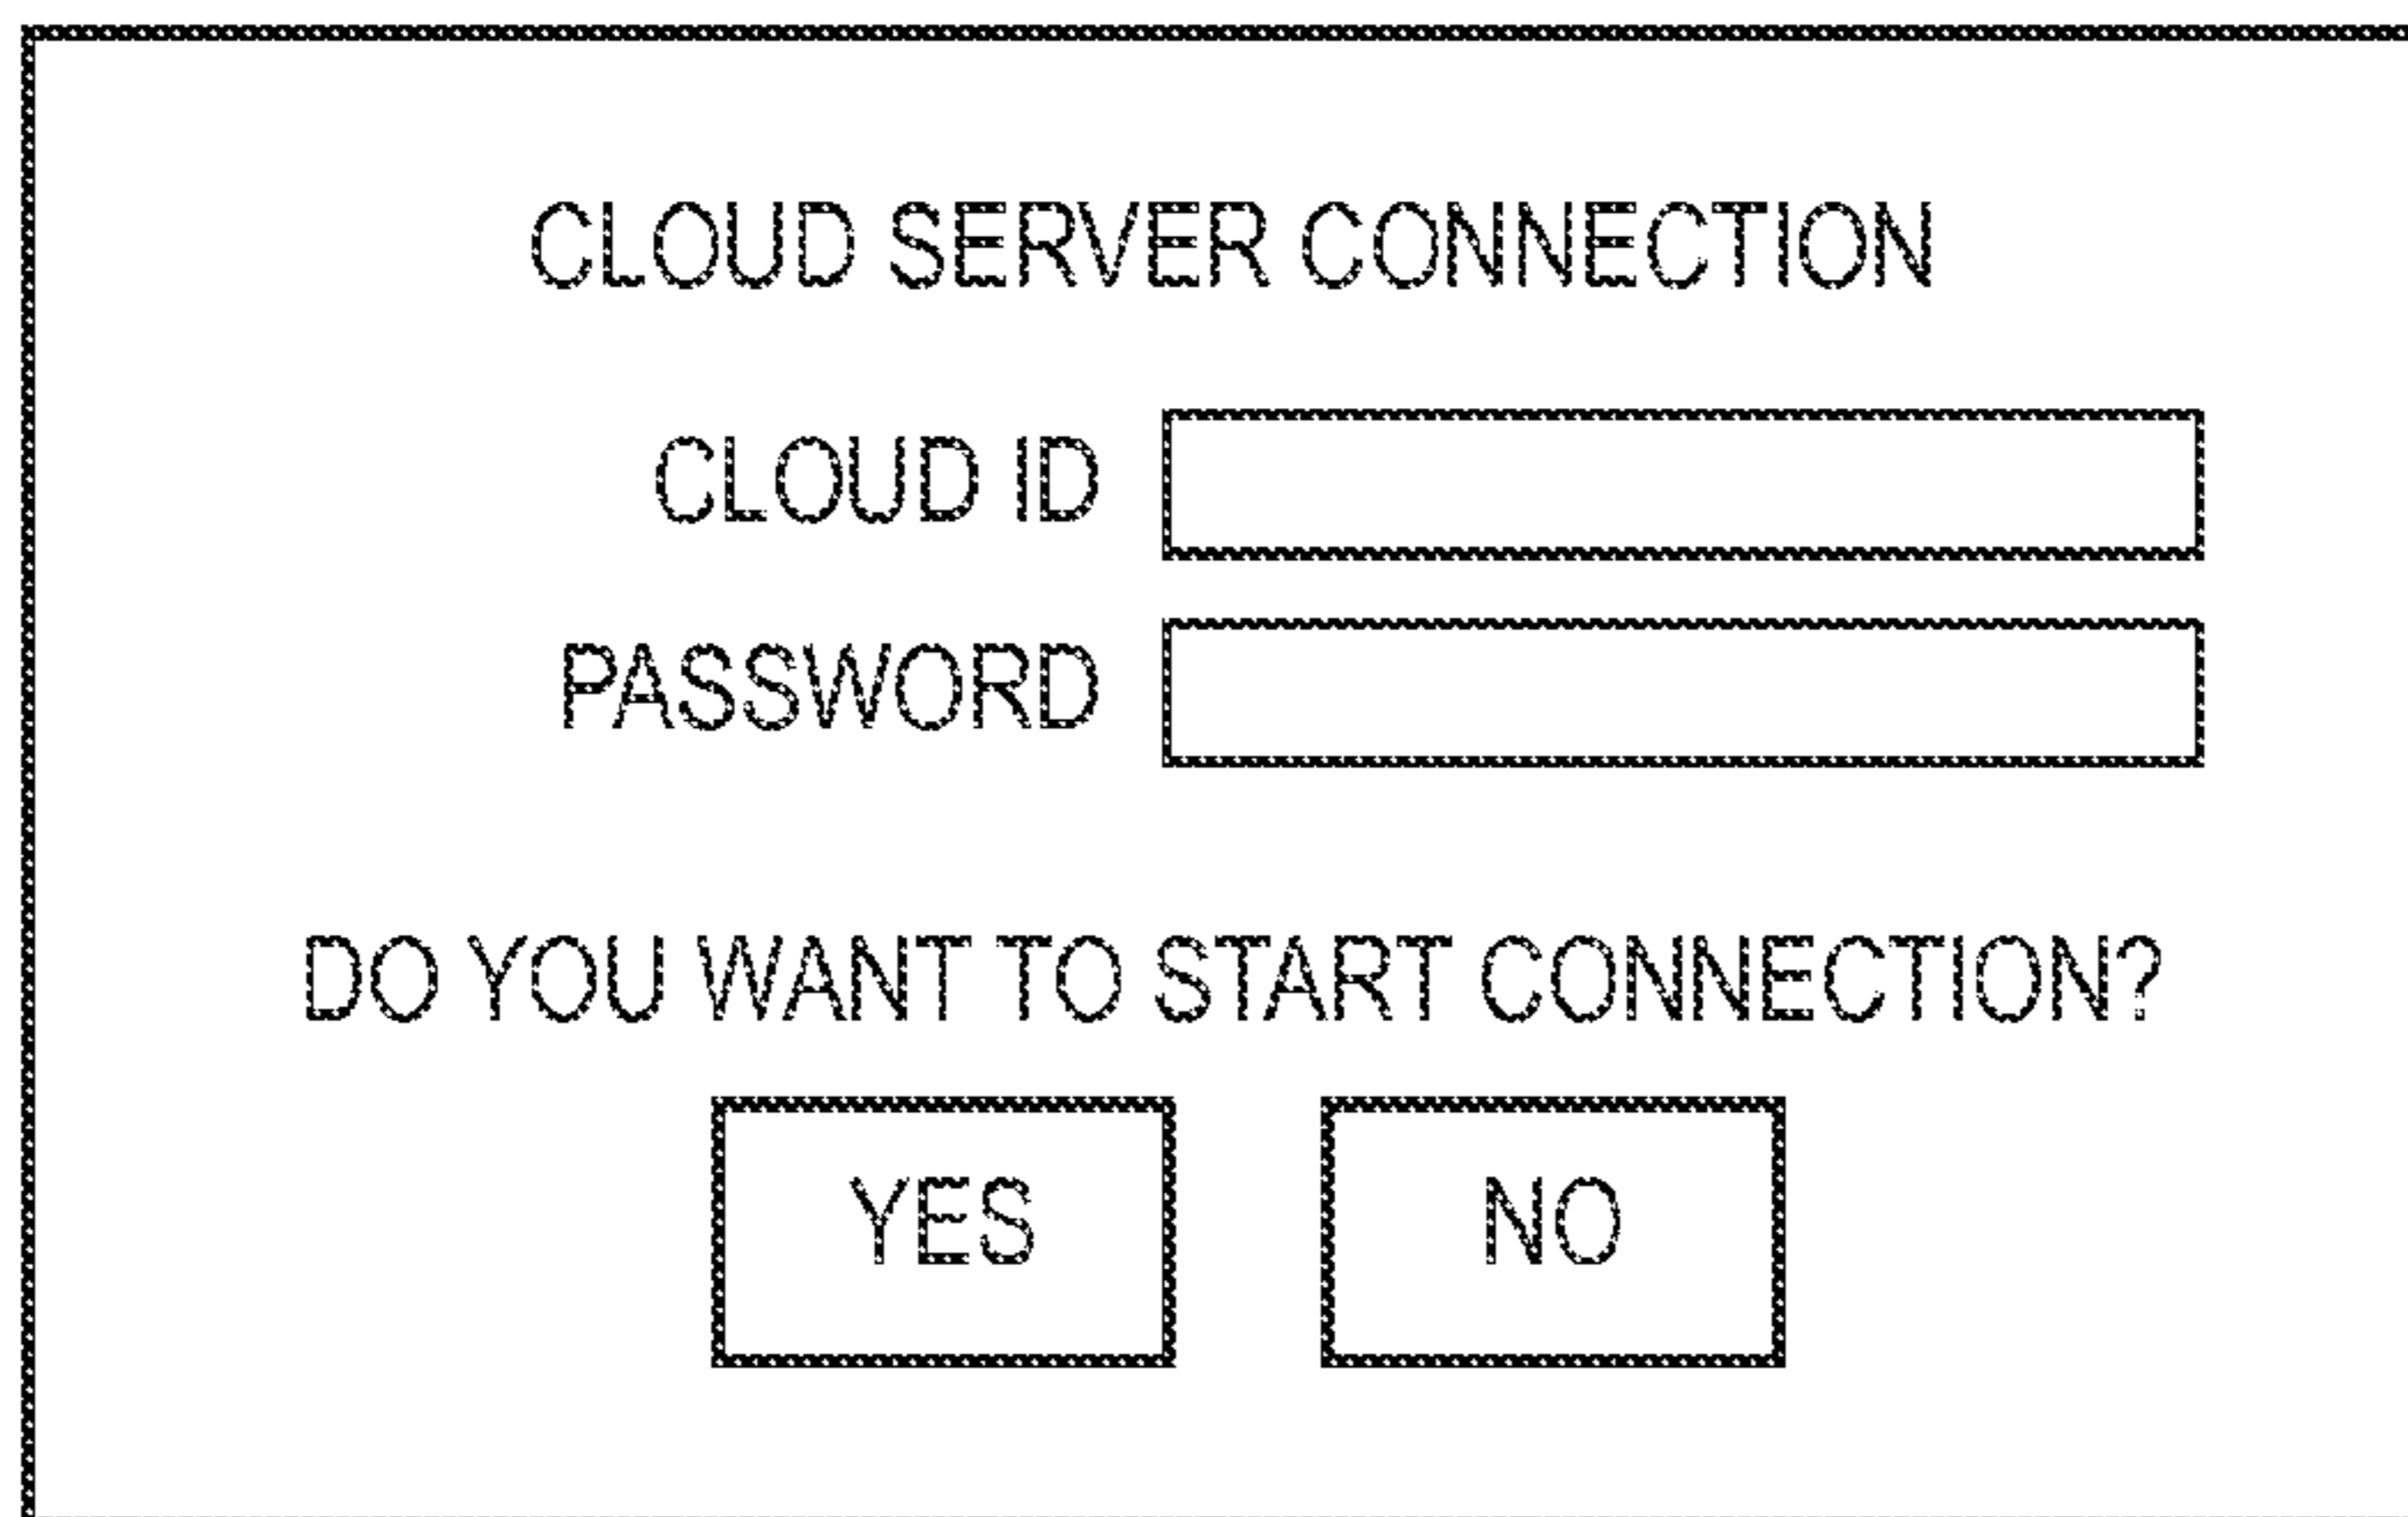 CLOUD SERVER CONNECTION
CLOUD ID
PASSWORD
DO YOU WANT TO START CONNECTION?
YES NO